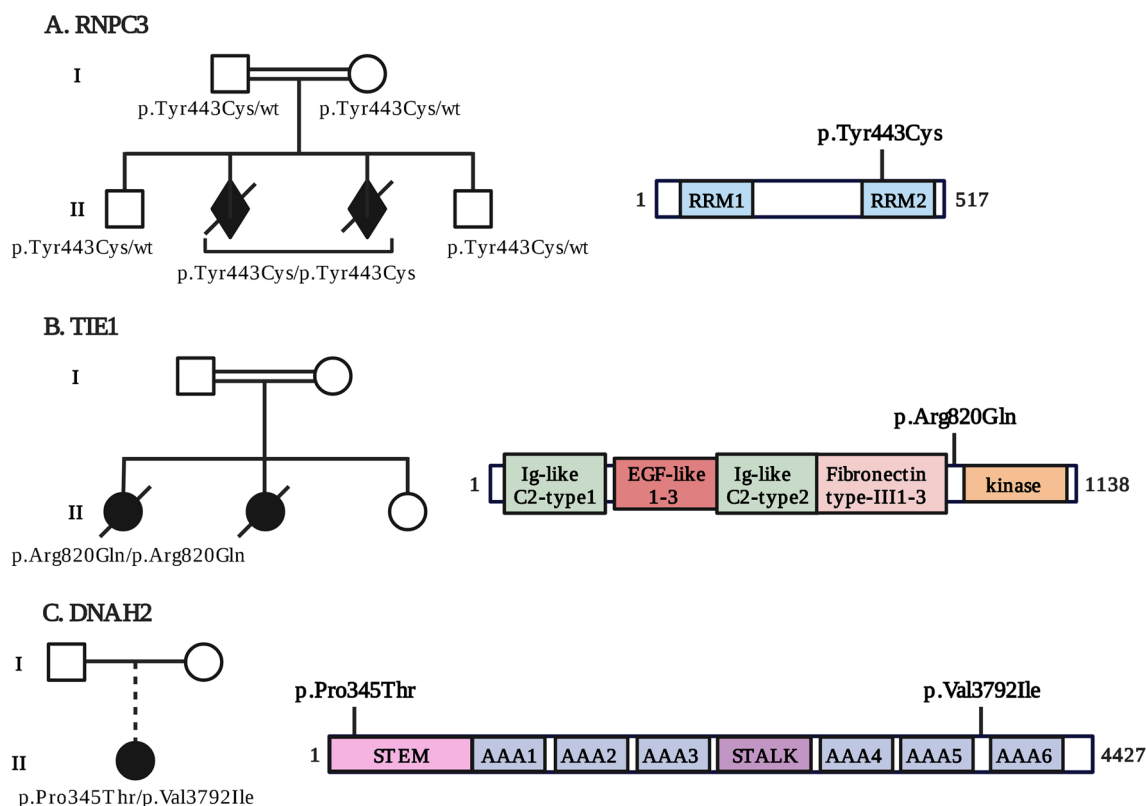 A. RNPC3
I
p.Tyr443Cys/wt p.Tyr443Cys/wt
p.Tyr443Cys
1 RRM1 RRM2 517
II
p.Tyr443Cys/wt p.Tyr443Cys/wt
p.Tyr443Cys/p.Tyr443Cys
B. TIE1
I
p.Arg820Gln
1 Ig-like C2-type1 EGF-like 1-3 Ig-like C2-type2 Fibronectin type-III1-3 kinase 1138
II
p.Arg820Gln/p.Arg820Gln
C. DNAH2
I
p.Pro345Thr p.Val3792Ile
1 STEM AAA1 AAA2 AAA3 STALK AAA4 AAA5 AAA6 4427
II
p.Pro345Thr/p.Val3792Ile